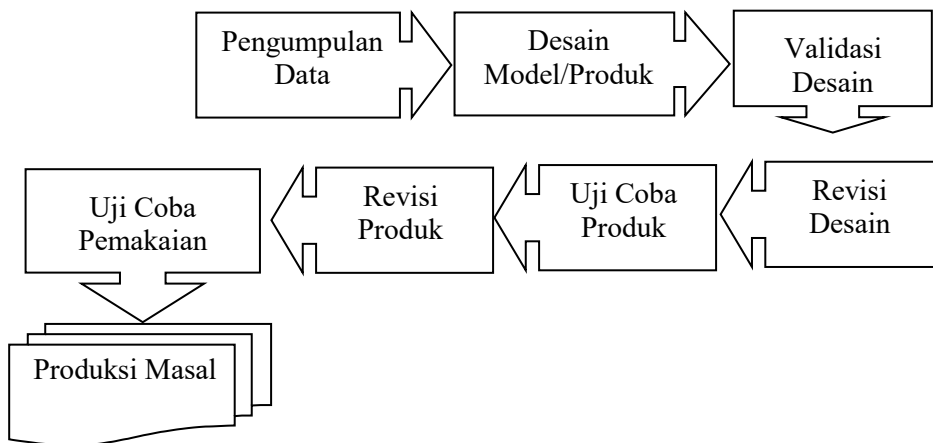 Pengumpulan
Data
Desain
Model/Produk
Validasi
Desain
Revisi
Desain
Uji Coba
Produk
Revisi
Produk
Uji Coba
Pemakaian
Produksi Masal